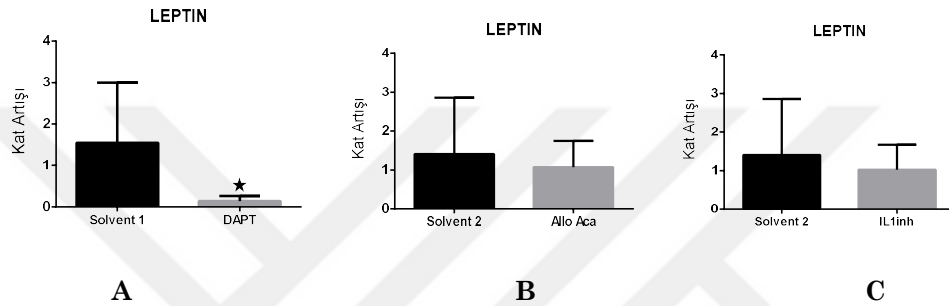 LEPTIN
Kat Artışı
4
3
2
1
0
★
Solvent 1
DAPT
A
LEPTIN
Kat Artışı
4
3
2
1
0
Solvent 2
Allo Aca
B
LEPTIN
Kat Artışı
4
3
2
1
0
Solvent 2
IL1inh
C